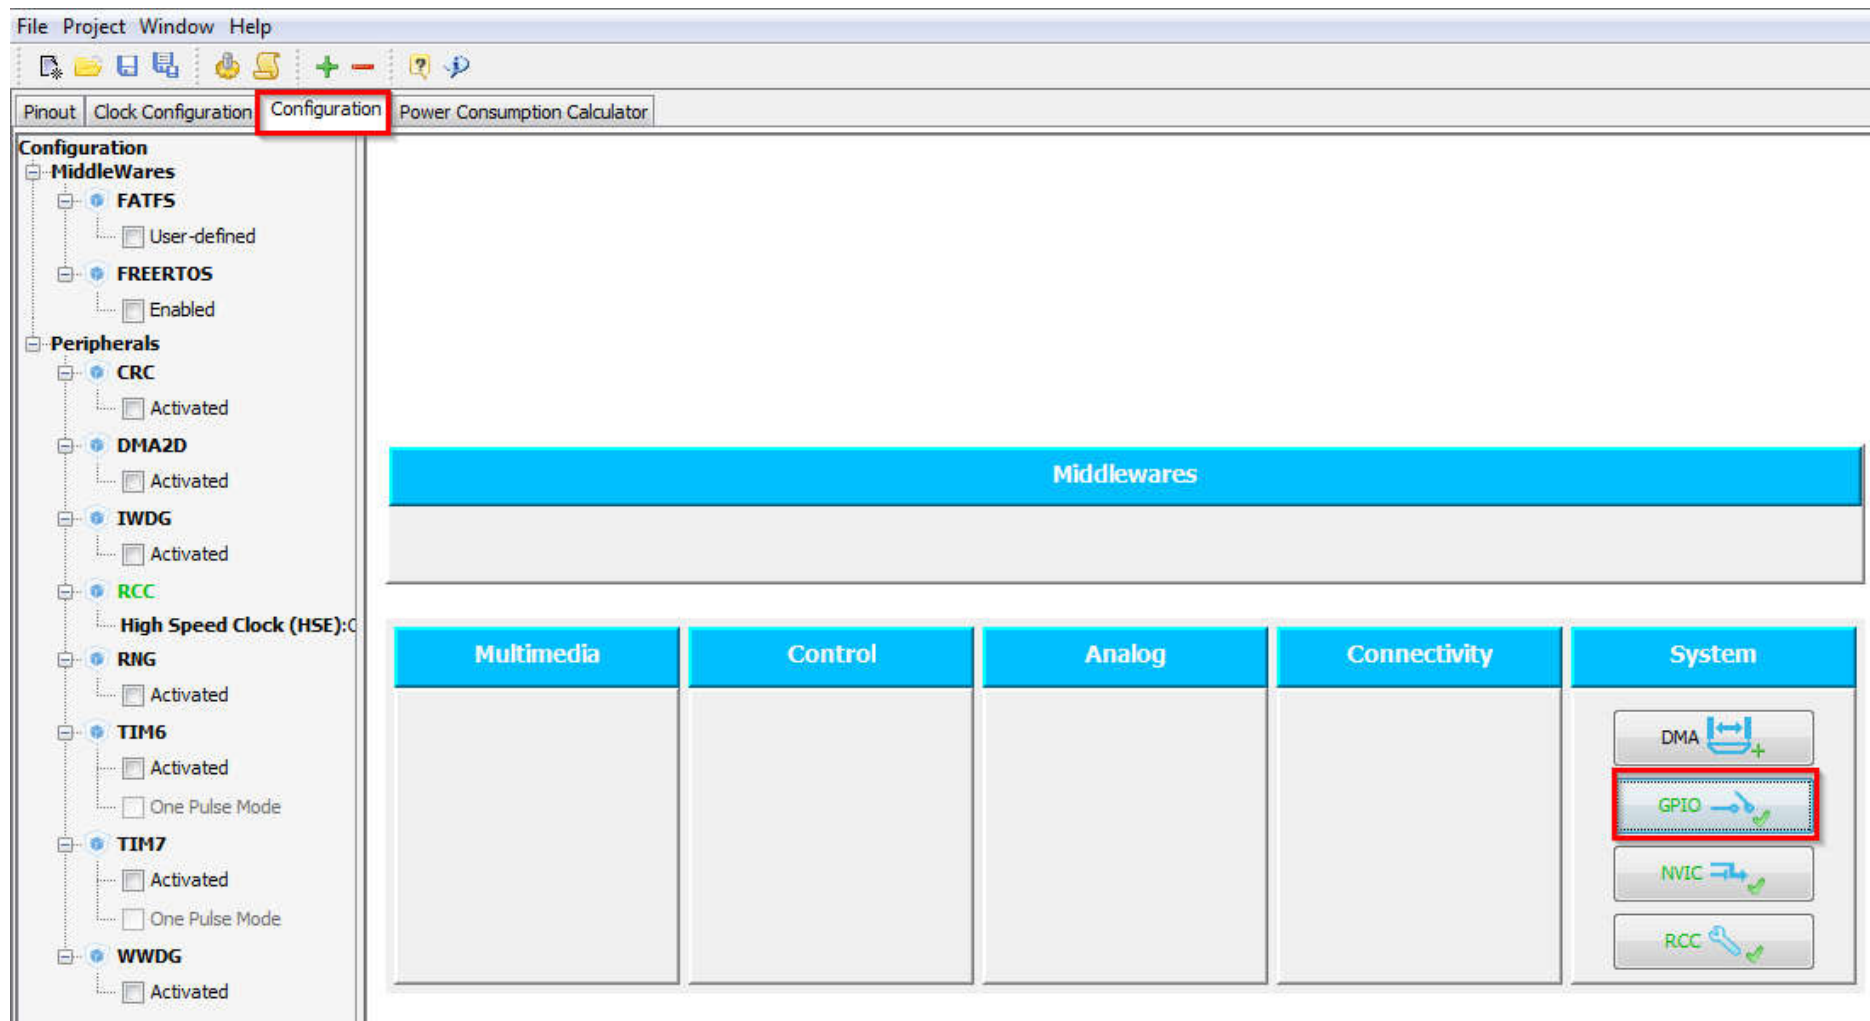 File Project Window Help
Pinout Clock Configuration Configuration Power Consumption Calculator
Configuration
MiddleWares
FATFS
User-defined
FREERTOS
Enabled
Peripherals
CRC
Activated
DMA2D
Activated
IWDG
Activated
RCC
High Speed Clock (HSE):
RNG
Activated
TIM6
Activated
One Pulse Mode
TIM7
Activated
One Pulse Mode
WWDG
Activated
Middlewares
Multimedia Control Analog Connectivity System
DMA
GPIO
NVIC
RCC